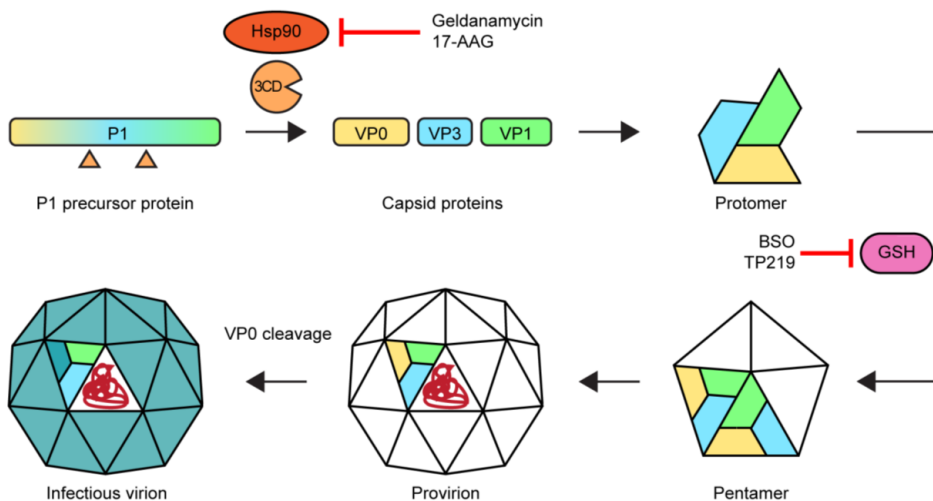 Hsp90
Geldanamycin
17-AAG
3CD
P1
VP0
VP3
VP1
P1 precursor protein
Capsid proteins
Protomer
BSO
TP219
GSH
VP0 cleavage
Infectious virion
Provirion
Pentamer